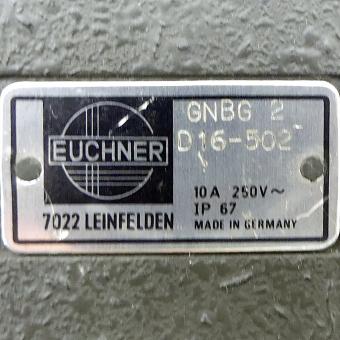 EUCHNER
7022 LEINFELDEN
GNBG 2
D16-502
10A 250V~
IP 67
MADE IN GERMANY